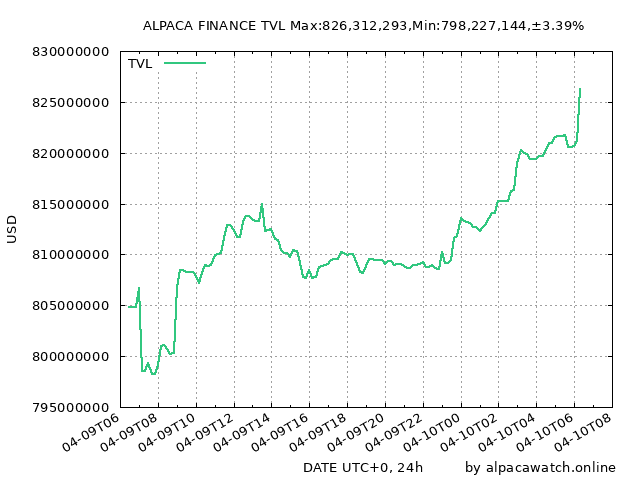 ALPACA FINANCE TVL Max:826,312,293,Min:798,227,144,±3.39%
830000000
TVL
825000000
820000000
815000000
810000000
805000000
800000000
795000000
USD
04-09T06
04-09T08
04-09T10
04-09T12
04-09T14
04-09T16
04-09T18
04-09T20
04-09T22
04-10T00
04-10T02
04-10T04
04-10T06
04-10T08
DATE UTC+0, 24h
by alpacawatch.online